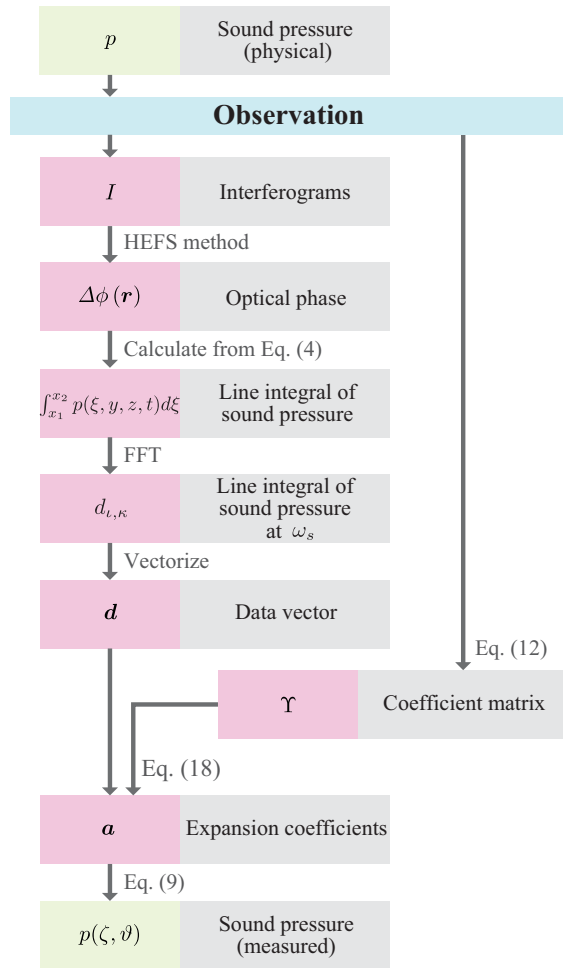 p
Sound pressure
(physical)
Observation
I
Interferograms
HEFS method
Δϕ (r)
Optical phase
Calculate from Eq. (4)
∫_{x₁}^{x₂} p(ξ, y, z, t)dξ
Line integral of
sound pressure
FFT
d_{ι,κ}
Line integral of
sound pressure
at ω_s
Vectorize
d
Data vector
Eq. (12)
ϒ
Coefficient matrix
Eq. (18)
a
Expansion coefficients
Eq. (9)
p(ζ, ϑ)
Sound pressure
(measured)